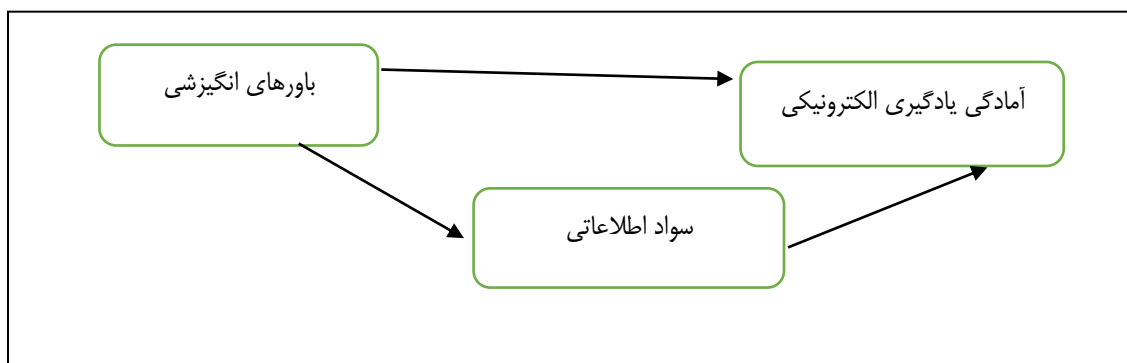 باورهای انگیزشی
آمادگی یادگیری الکترونیکی
سواد اطلاعاتی